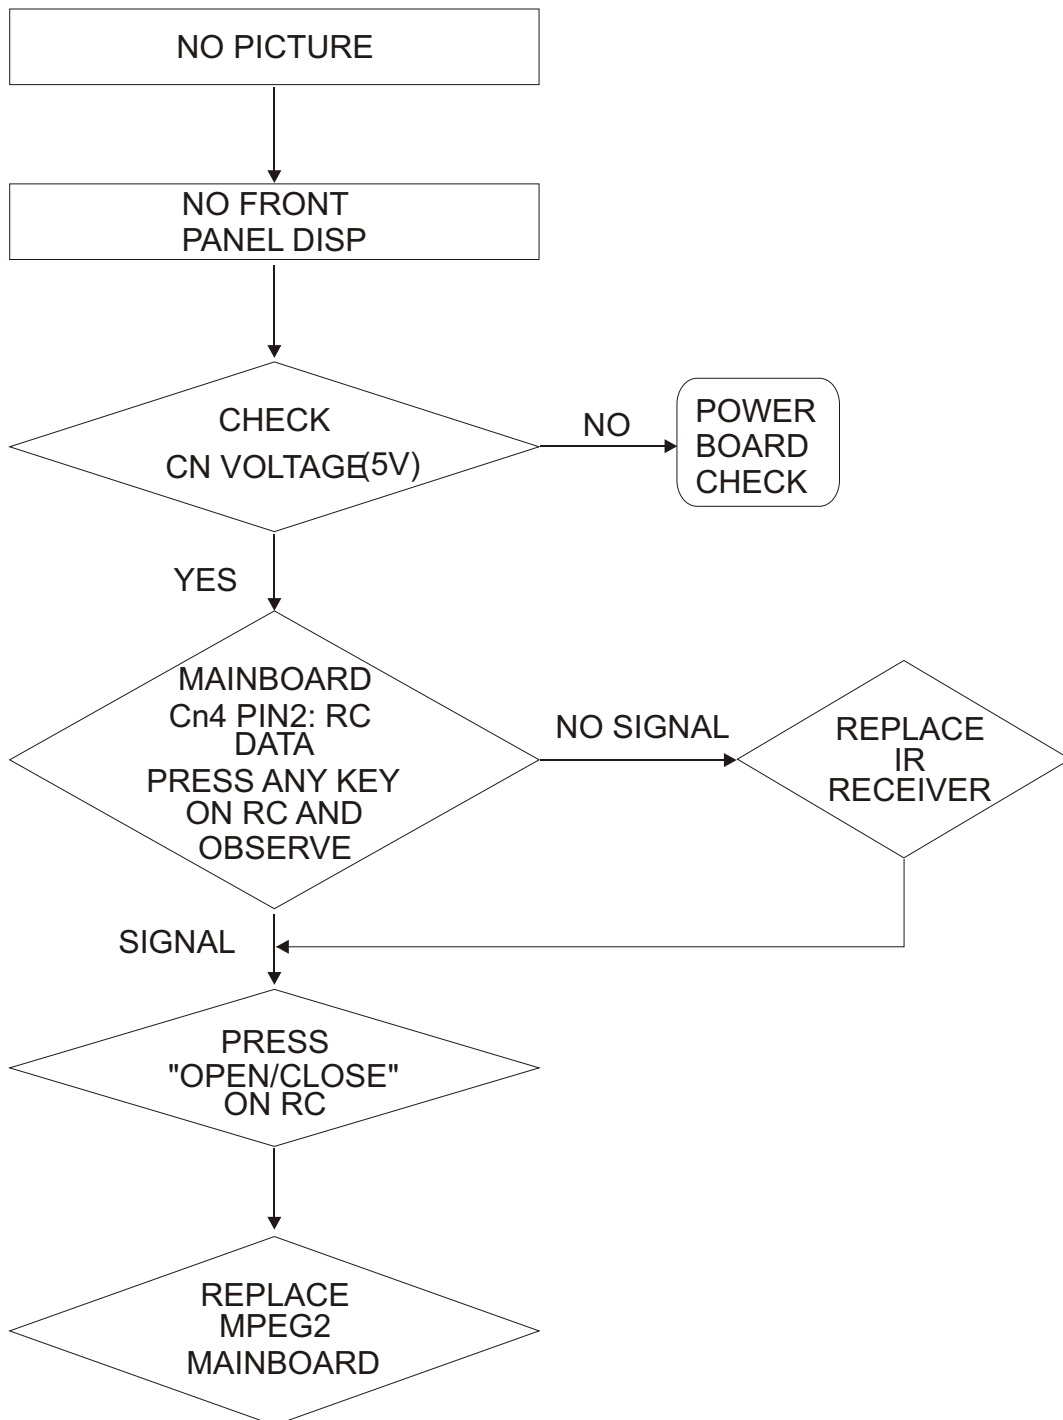 NO PICTURE
NO FRONT
PANEL DISP
CHECK
CN VOLTAGE(5V)
NO
POWER
BOARD
CHECK
YES
MAINBOARD
Cn4 PIN2: RC
DATA
PRESS ANY KEY
ON RC AND
OBSERVE
NO SIGNAL
REPLACE
IR
RECEIVER
SIGNAL
PRESS
"OPEN/CLOSE"
ON RC
REPLACE
MPEG2
MAINBOARD